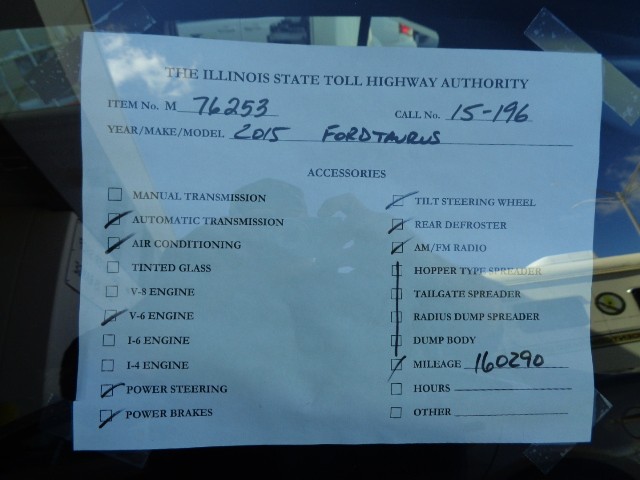 THE ILLINOIS STATE TOLL HIGHWAY AUTHORITY
ITEM No. M 76253 CALL No. 15-196
YEAR/MAKE/MODEL 2015 FORD TAURUS
ACCESSORIES
MANUAL TRANSMISSION
AUTOMATIC TRANSMISSION
AIR CONDITIONING
TINTED GLASS
V-8 ENGINE
V-6 ENGINE
I-6 ENGINE
I-4 ENGINE
POWER STEERING
POWER BRAKES
TILT STEERING WHEEL
REAR DEFROSTER
AM/FM RADIO
HOPPER TYPE SPREADER
TAILGATE SPREADER
RADIUS DUMP SPREADER
DUMP BODY
MILEAGE 160290
HOURS
OTHER